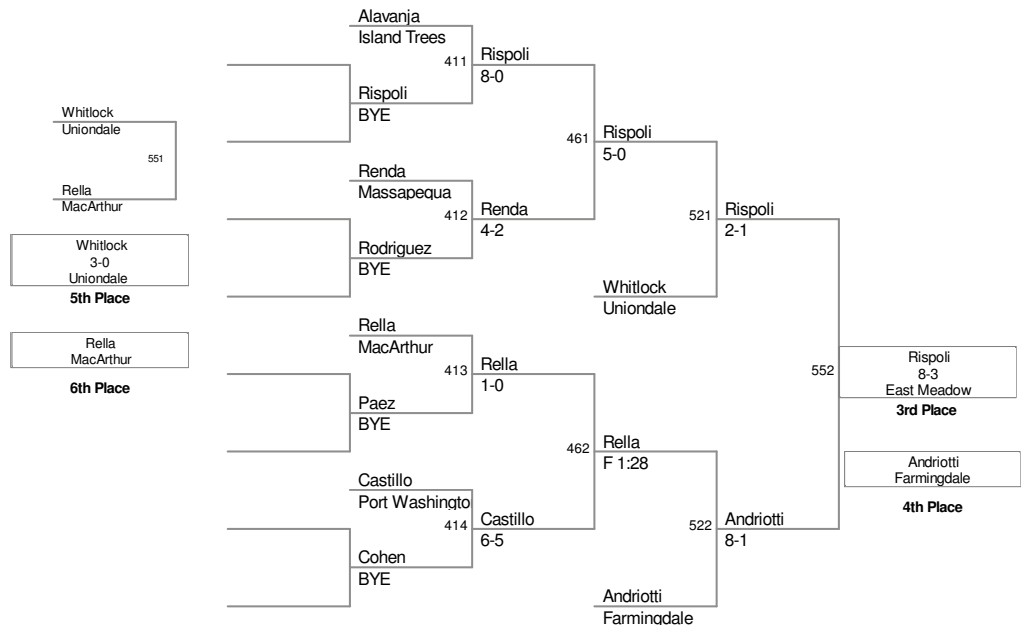 Alavanja
Island Trees
411
Rispoli
8-0
Rispoli
BYE
Whitlock
Uniondale
551
Rella
MacArthur
461
Rispoli
5-0
Renda
Massapequa
412
Renda
4-2
Rodriguez
BYE
521
Rispoli
2-1
Whitlock
3-0
Uniondale
5th Place
Whitlock
Uniondale
Rella
MacArthur
6th Place
Rella
MacArthur
413
Rella
1-0
Paez
BYE
552
Rispoli
8-3
East Meadow
3rd Place
462
Rella
F 1:28
Andriotti
Farmingdale
4th Place
Castillo
Port Washingto
414
Castillo
6-5
Cohen
BYE
522
Andriotti
8-1
Andriotti
Farmingdale